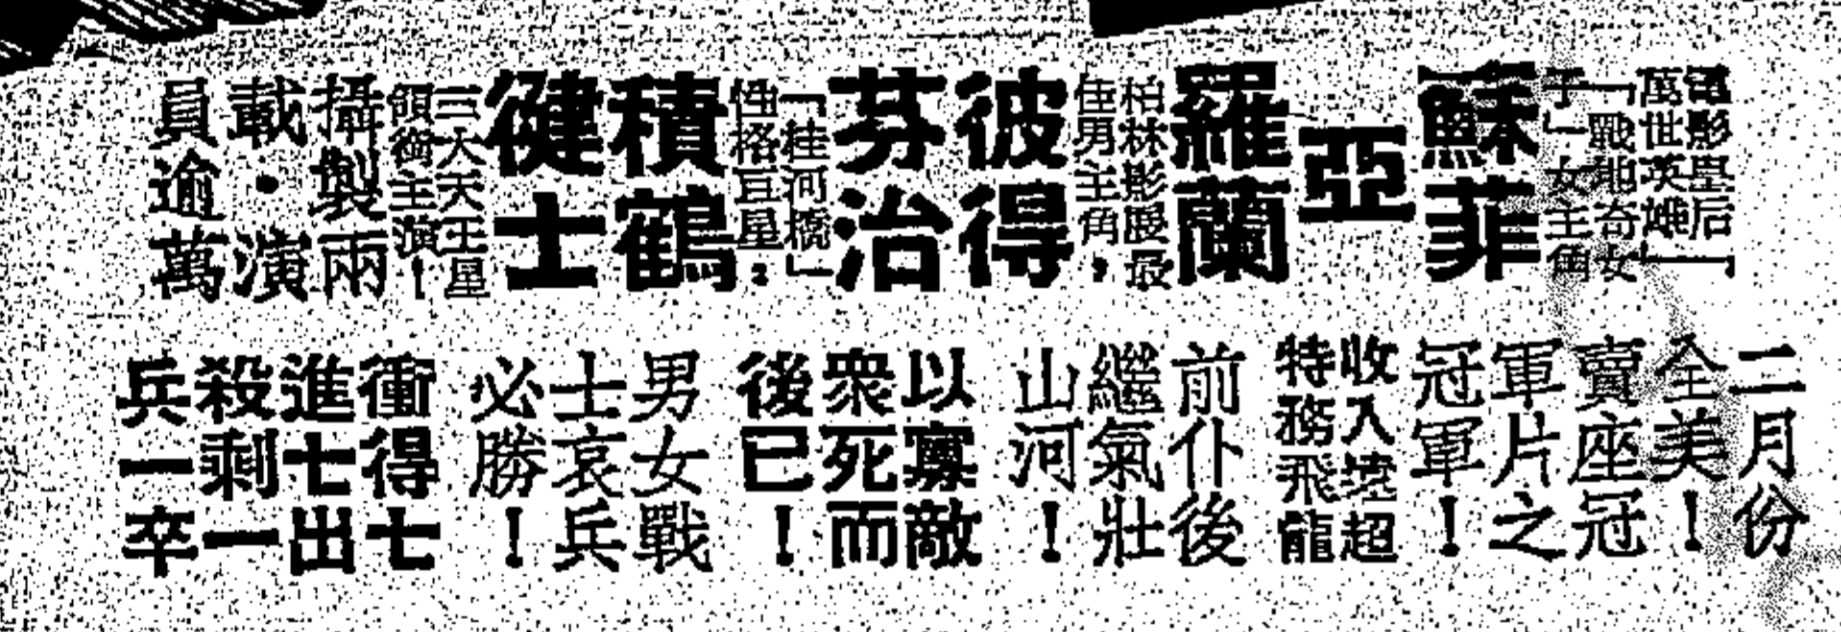 電影皇后「
萬世英雄」
「戰地奇女
子」女主角
蘇菲
亞
羅蘭
柏林影展最
佳男主角,
彼得
芬治
「桂河橋」
性格巨星:
積鶴
健士
三大天王星
領銜主演!
攝製兩
載·演
員逾萬
二月份
全美!
賣座冠
軍片之
冠軍!
收入境超
特務飛龍
前仆後
繼氣壯
山河!
以寡敵
衆死而
後已!
男女戰
士哀兵
必勝!
衝得七
進七出
殺剩一
兵一卒